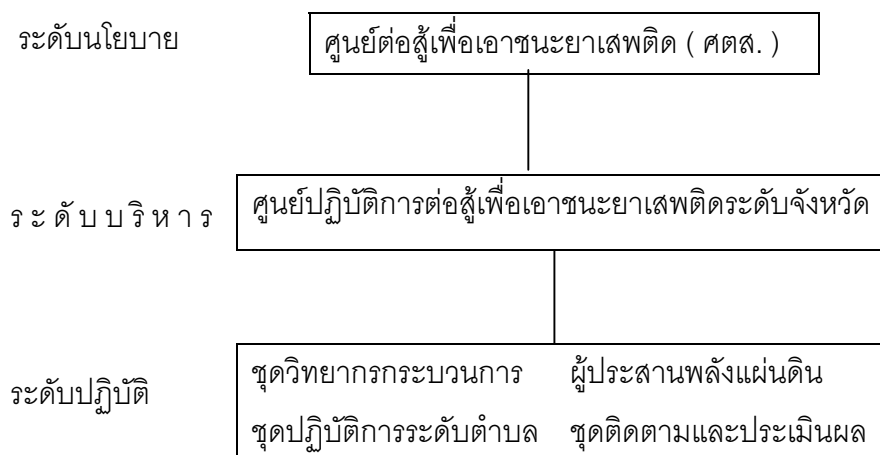 ระดับนโยบาย ศูนย์ต่อสู้เพื่อเอาชนะยาเสพติด ( ศตส. )
ร ะ ดั บ บ ริ ห า ร ศูนย์ปฏิบัติการต่อสู้เพื่อเอาชนะยาเสพติดระดับจังหวัด
ระดับปฏิบัติ
ชุดวิทยากรกระบวนการ ผู้ประสานพลังแผ่นดิน
ชุดปฏิบัติการระดับตำบล ชุดติดตามและประเมินผล